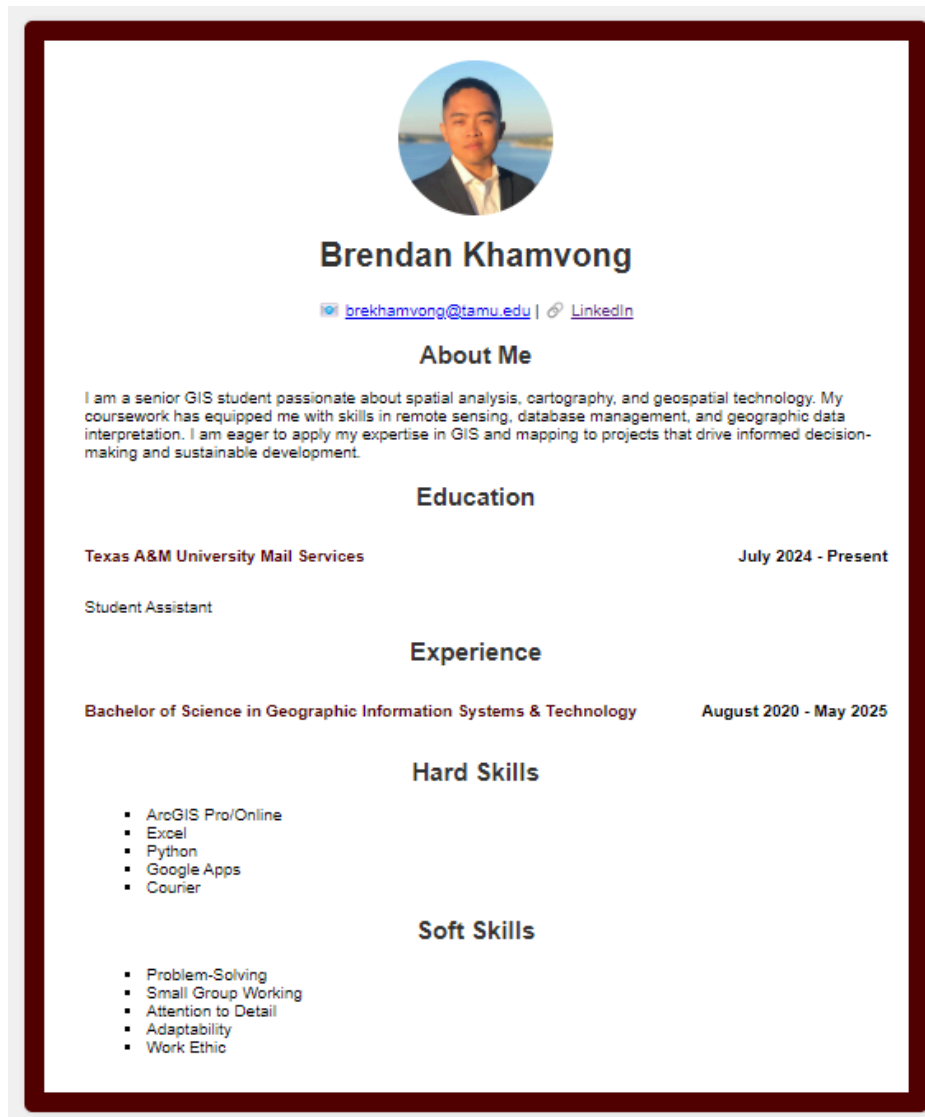 Brendan Khamvong
brekhamvong@tamu.edu | LinkedIn
About Me
I am a senior GIS student passionate about spatial analysis, cartography, and geospatial technology. My
coursework has equipped me with skills in remote sensing, database management, and geographic data
interpretation. I am eager to apply my expertise in GIS and mapping to projects that drive informed decision-
making and sustainable development.
Education
Texas A&M University Mail Services July 2024 - Present
Student Assistant
Experience
Bachelor of Science in Geographic Information Systems & Technology August 2020 - May 2025
Hard Skills
▪ ArcGIS Pro/Online
▪ Excel
▪ Python
▪ Google Apps
▪ Courier
Soft Skills
▪ Problem-Solving
▪ Small Group Working
▪ Attention to Detail
▪ Adaptability
▪ Work Ethic